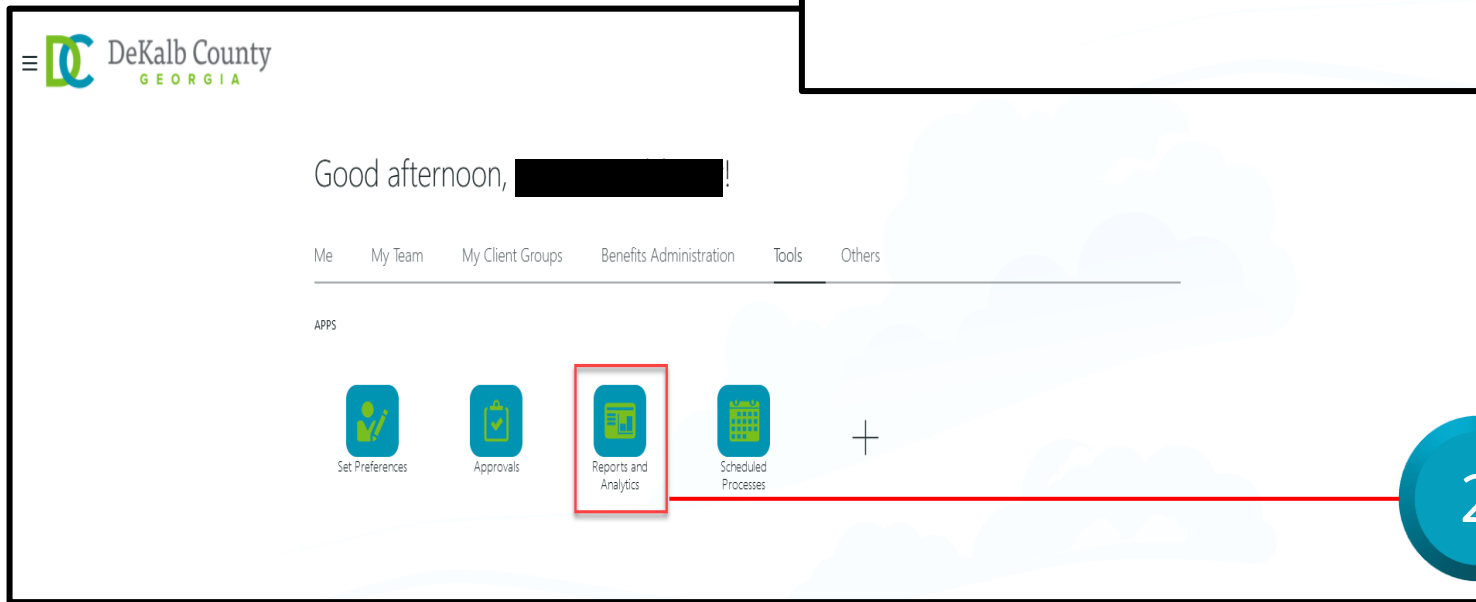 DeKalb County
GEORGIA
Good afternoon, !
Me My Team My Client Groups Benefits Administration Tools Others
APPS
Set Preferences Approvals Reports and Analytics Scheduled Processes
2